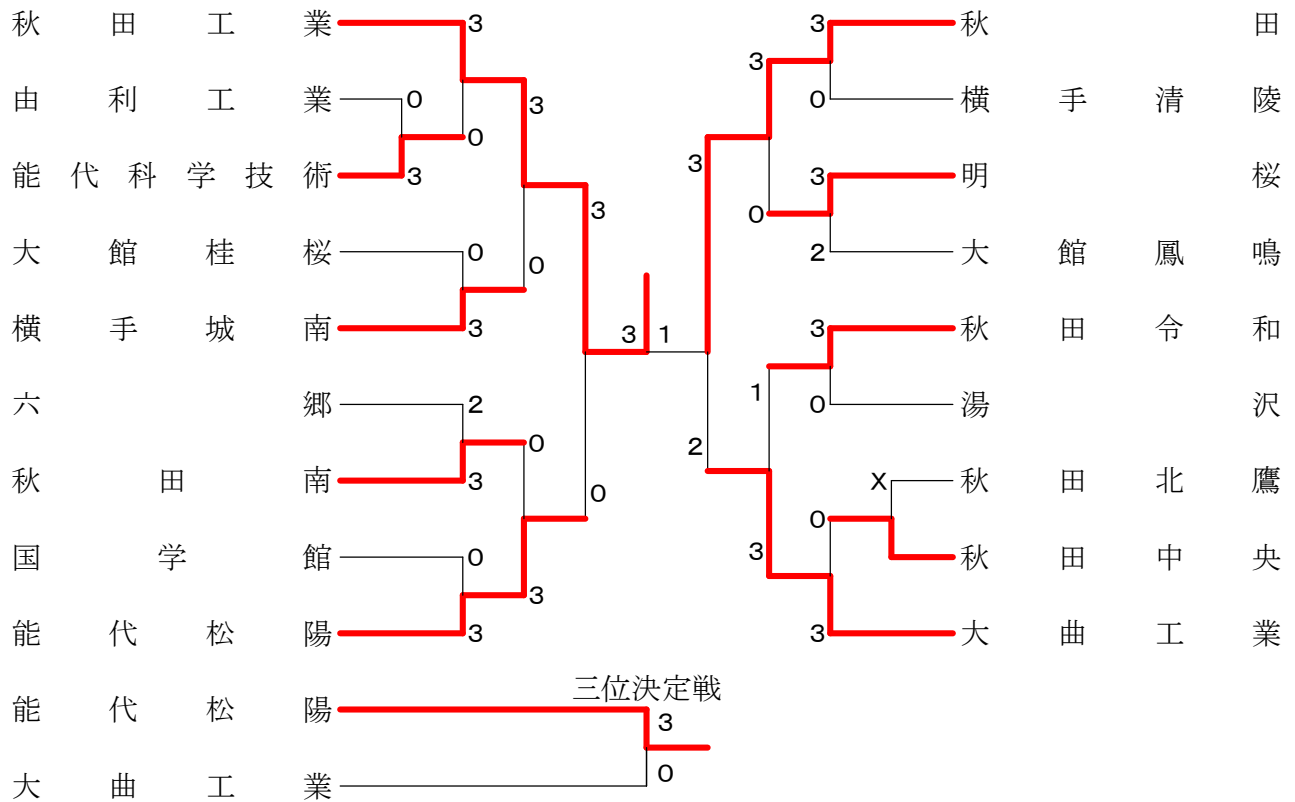 秋田工業 3 3 秋田
3 3
由利工業 0 0 横手清陵
0 3
能代科学技術 3 3 明桜
3 0
大館桂桜 0 2 大館鳳鳴
0
横手城南 3 3 1 3 秋田令和
六郷 2 1 0 湯沢
0 2
秋田南 3 X 秋田北鷹
0 0
国学館 0 3 秋田中央
3
能代松陽 3 3 大曲工業
三位決定戦
能代松陽 3
大曲工業 0